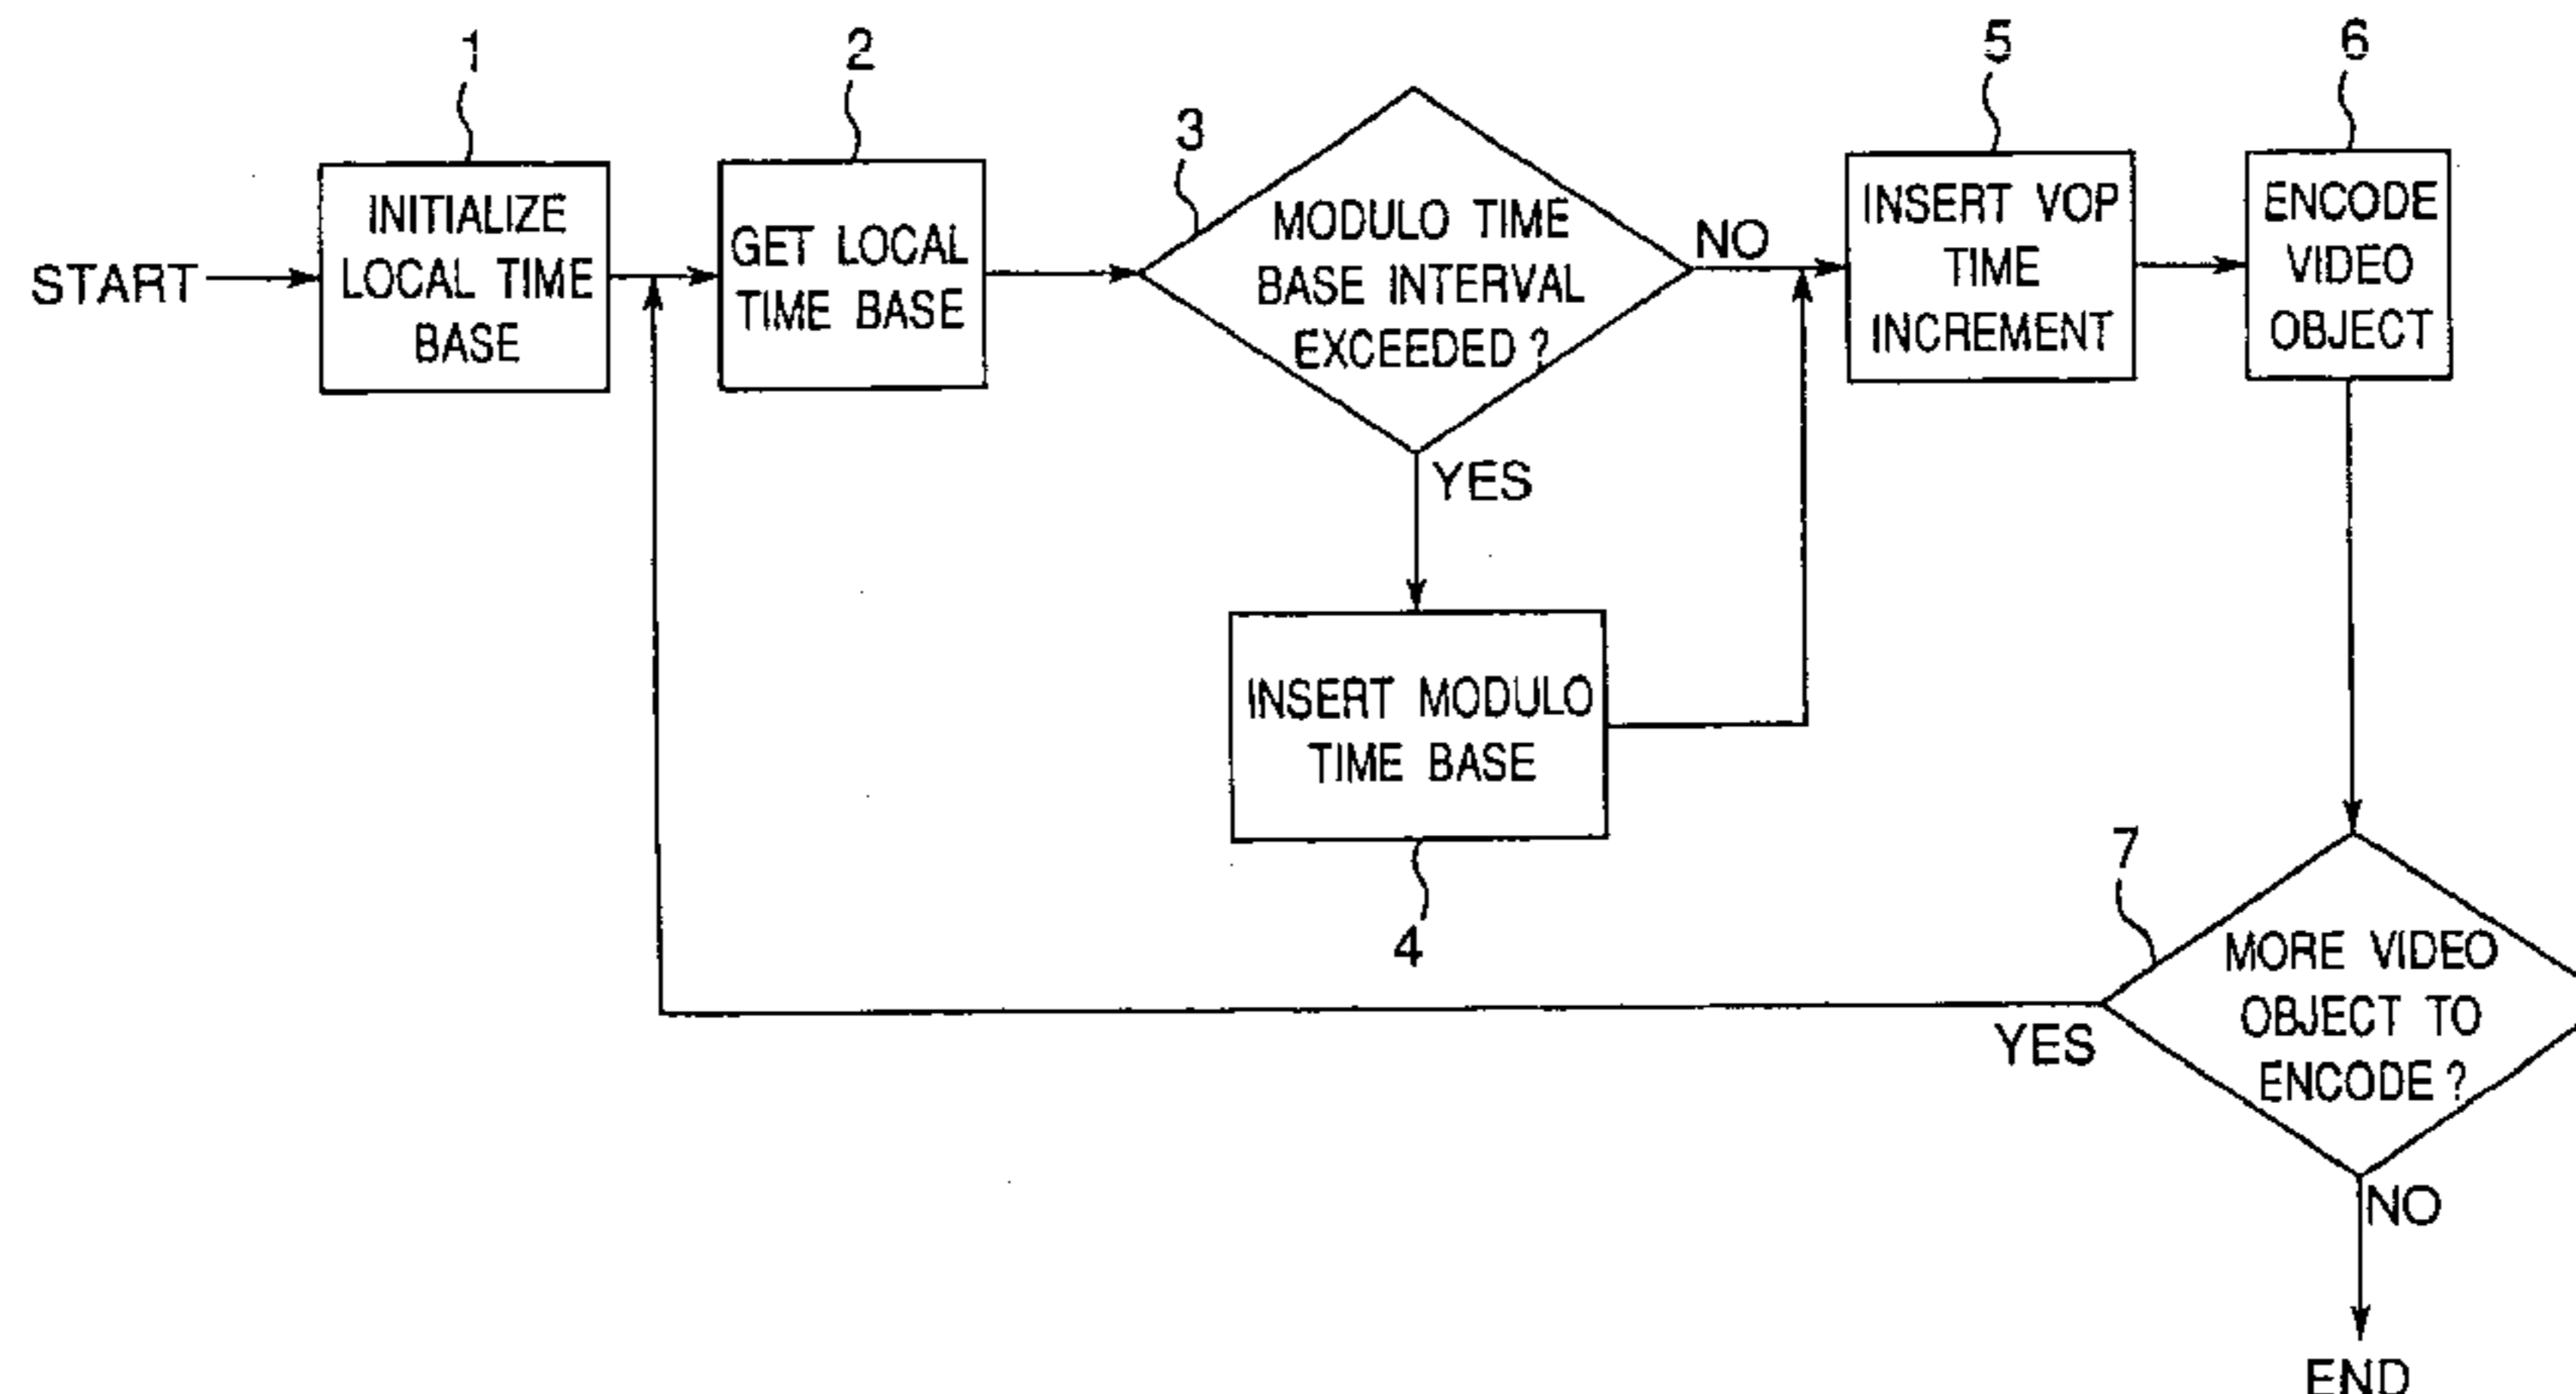 START
1
INITIALIZE
LOCAL TIME
BASE
2
GET LOCAL
TIME BASE
3
MODULO TIME
BASE INTERVAL
EXCEEDED ?
NO
YES
INSERT MODULO
TIME BASE
4
5
INSERT VOP
TIME
INCREMENT
6
ENCODE
VIDEO
OBJECT
7
MORE VIDEO
OBJECT TO
ENCODE ?
YES
NO
END